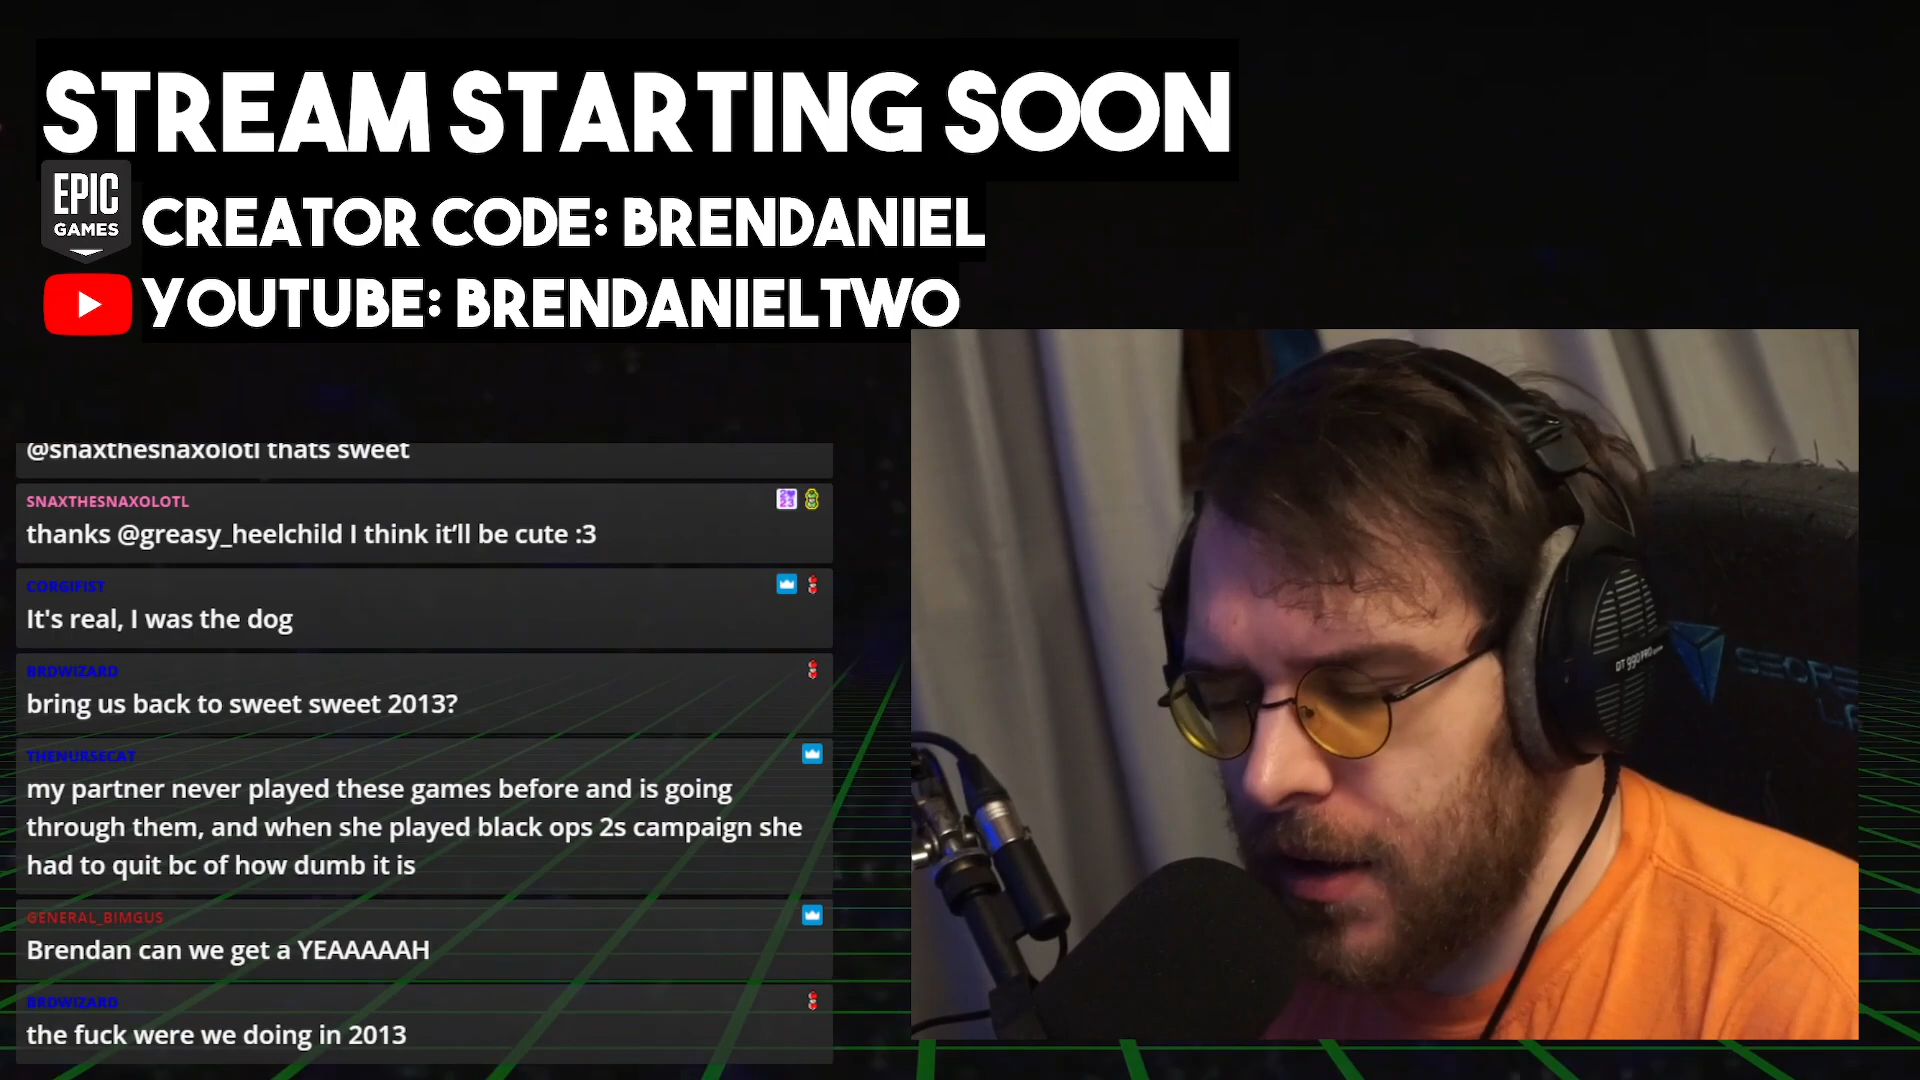 STREAM STARTING SOON
EPIC
GAMES
CREATOR CODE: BRENDANIEL
YOUTUBE: BRENDANIELTWO
@snaxthesnaxolotl thats sweet
SNAXTHESNAXOLOTL
thanks @greasy_heelchild I think it’ll be cute :3
CORGIFIST
It's real, I was the dog
BRDWIZARD
bring us back to sweet sweet 2013?
THENURSECAT
my partner never played these games before and is going
through them, and when she played black ops 2s campaign she
had to quit bc of how dumb it is
GENERAL_BIMGUS
Brendan can we get a YEAAAAAH
BRDWIZARD
the fuck were we doing in 2013
DT 990 PRO